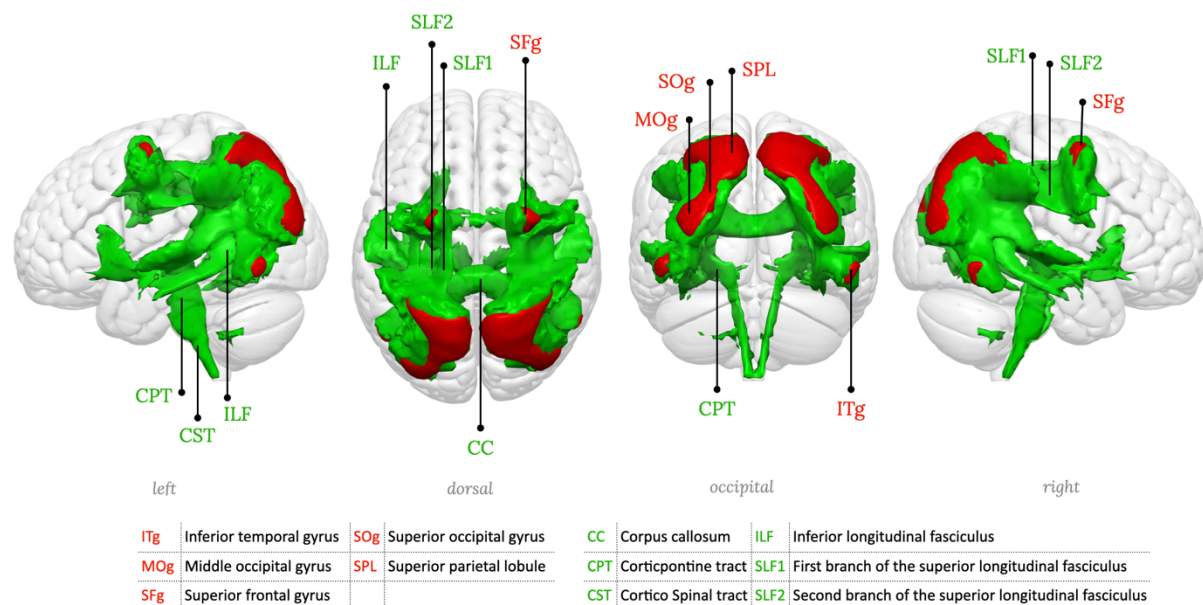 SLF2
SFg
ILF
SLF1
SPL
SOg
MOg
SLF1
SLF2
SFg
CPT
CST
ILF
CC
CPT
ITg
left
dorsal
occipital
right
ITg Inferior temporal gyrus SOg Superior occipital gyrus CC Corpus callosum ILF Inferior longitudinal fasciculus
MOg Middle occipital gyrus SPL Superior parietal lobule CPT Corticpontine tract SLF1 First branch of the superior longitudinal fasciculus
SFg Superior frontal gyrus CST Cortico Spinal tract SLF2 Second branch of the superior longitudinal fasciculus